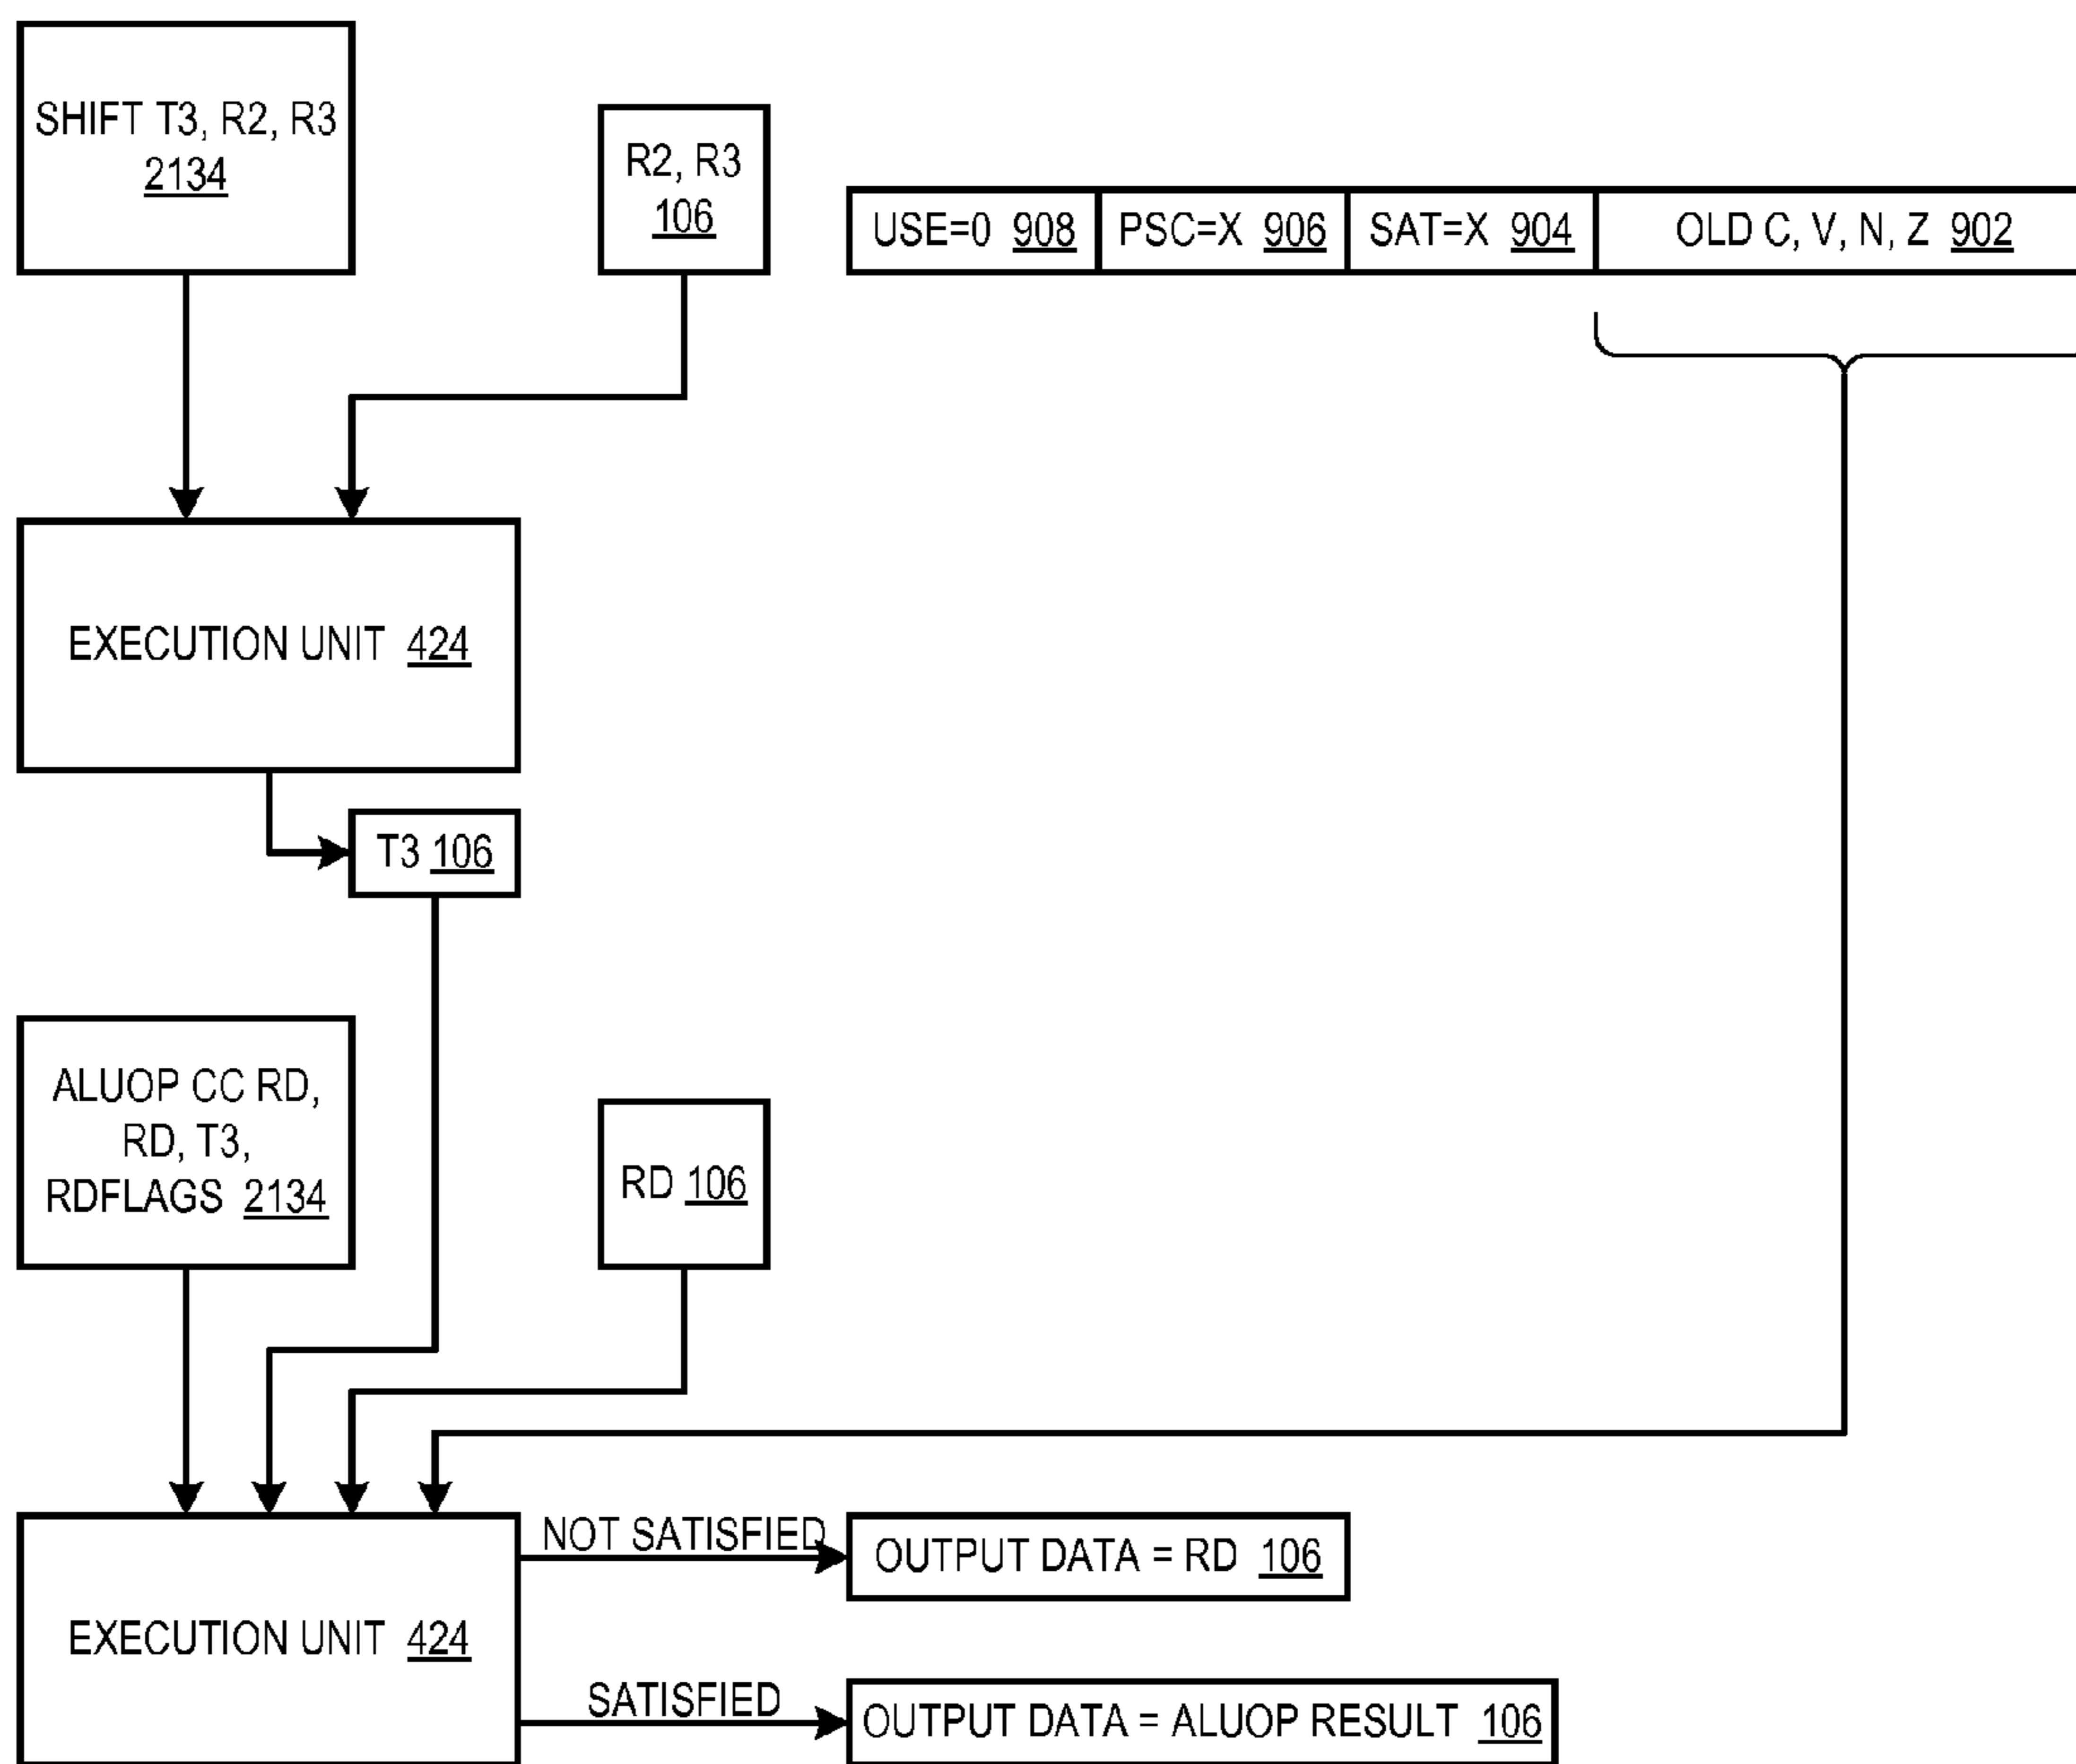 SHIFT T3, R2, R3
2134
R2, R3
106
USE=0 908
PSC=X 906
SAT=X 904
OLD C, V, N, Z 902
EXECUTION UNIT 424
T3 106
ALUOP CC RD,
RD, T3,
RDFLAGS 2134
RD 106
NOT SATISFIED
OUTPUT DATA = RD 106
EXECUTION UNIT 424
SATISFIED
OUTPUT DATA = ALUOP RESULT 106